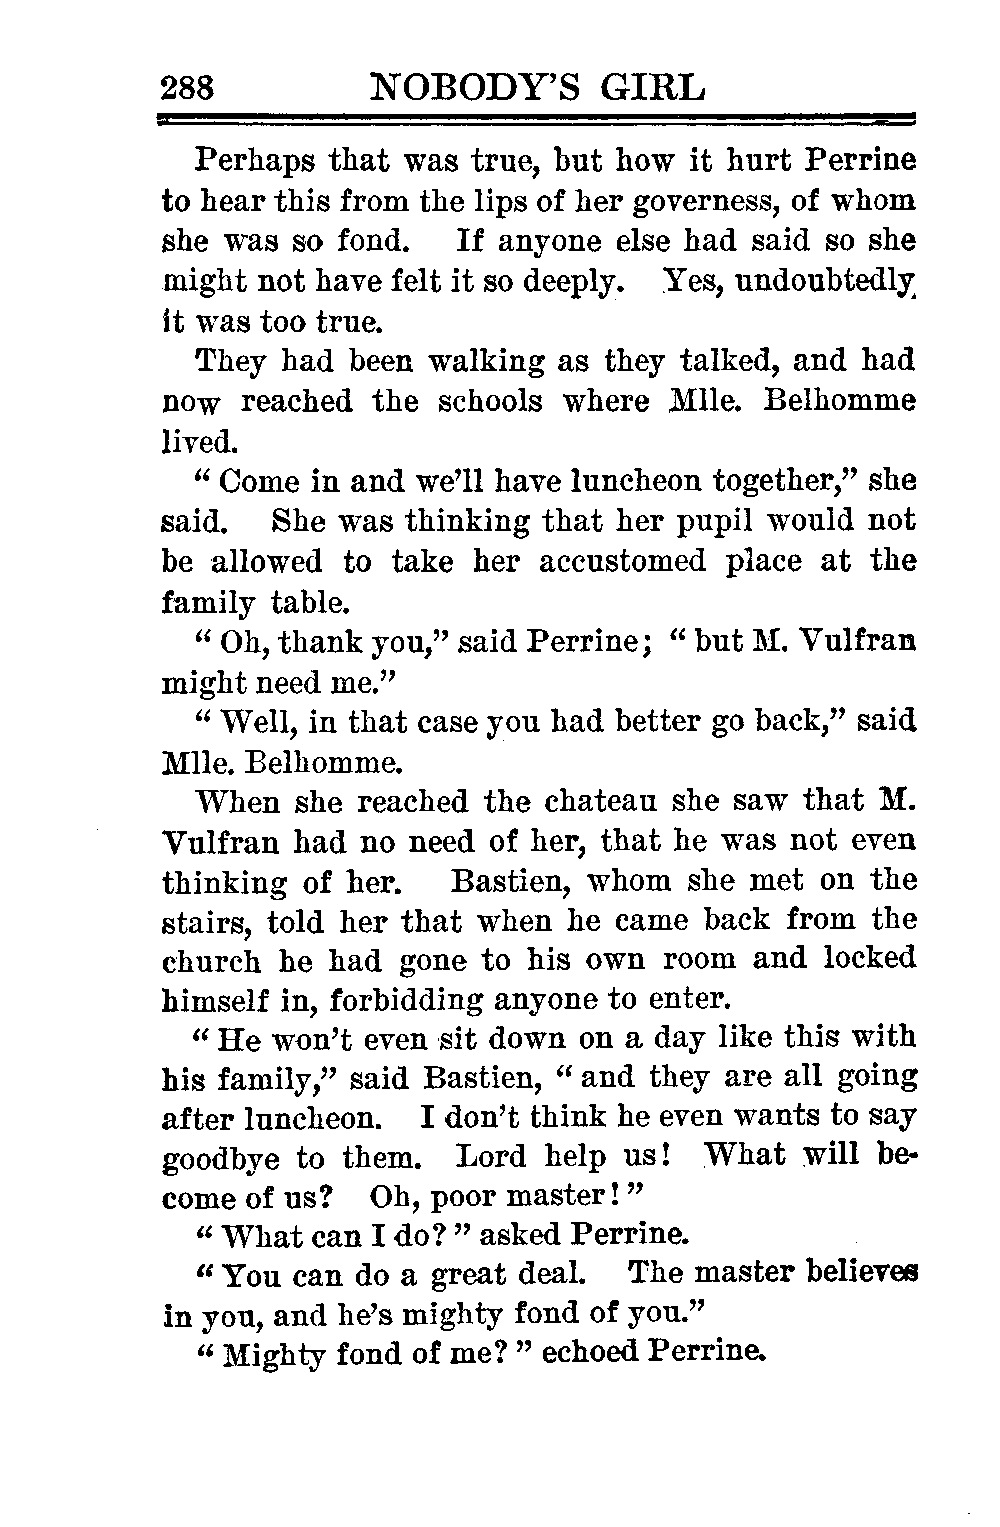 288 NOBODY'S GIRL
Perhaps that was true, but how it hurt Perrine
to hear this from the lips of her governess, of whom
she was so fond. If anyone else had said so she
might not have felt it so deeply. Yes, undoubtedly
it was too true.
They had been walking as they talked, and had
now reached the schools where Mlle. Belhomme
lived.
“ Come in and we'll have luncheon together,” she
said. She was thinking that her pupil would not
be allowed to take her accustomed place at the
family table.
“ Oh, thank you,” said Perrine; “ but M. Vulfran
might need me.”
“ Well, in that case you had better go back,” said
Mlle. Belhomme.
When she reached the chateau she saw that M.
Vulfran had no need of her, that he was not even
thinking of her. Bastien, whom she met on the
stairs, told her that when he came back from the
church he had gone to his own room and locked
himself in, forbidding anyone to enter.
“ He won't even sit down on a day like this with
his family,” said Bastien, “ and they are all going
after luncheon. I don't think he even wants to say
goodbye to them. Lord help us! What will be-
come of us? Oh, poor master! ”
“ What can I do? ” asked Perrine.
“ You can do a great deal. The master believes
in you, and he's mighty fond of you.”
“ Mighty fond of me? ” echoed Perrine.